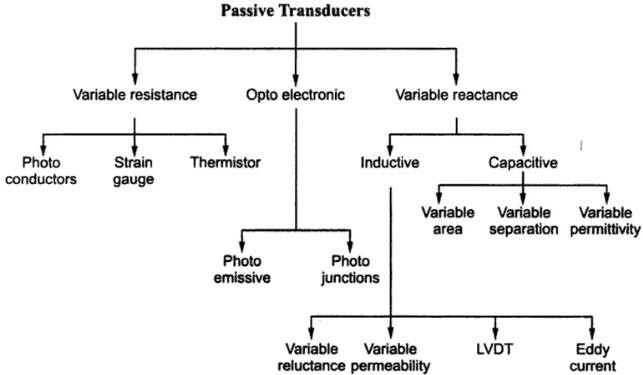 Passive Transducers
Variable resistance
Opto electronic
Variable reactance
Photo
conductors
Strain
gauge
Thermistor
Inductive
Capacitive
Variable
area
Variable
separation
Variable
permittivity
Photo
emissive
Photo
junctions
Variable
reluctance
Variable
permeability
LVDT
Eddy
current